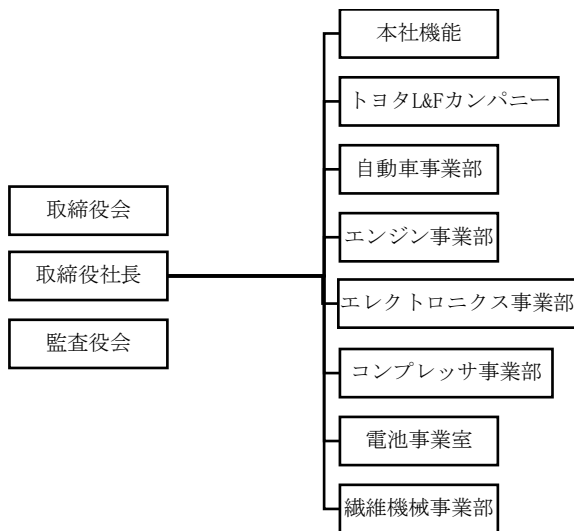 取締役会
取締役社長
監査役会
本社機能
トヨタL&Fカンパニー
自動車事業部
エンジン事業部
エレクトロニクス事業部
コンプレッサ事業部
電池事業室
繊維機械事業部